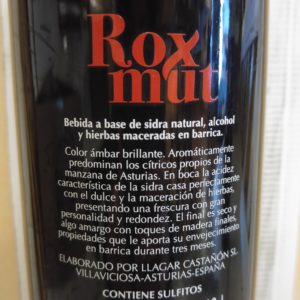 Rox
mut
Bebida a base de sidra natural, alcohol
y hierbas maceradas en barrica.
Color ámbar brillante. Aromáticamente
predominan los cítricos propios de la
manzana de Asturias. En boca la acidez
característica de la sidra casa perfectamente
con el dulce y la maceración de hierbas,
presentando una frescura con gran
personalidad y redondez. El final es seco y
algo amargo con toques de madera finales,
propiedades que le aporta su envejecimiento
en barrica durante tres meses.
ELABORADO POR LLAGAR CASTAÑÓN SL
VILLAVICIOSA-ASTURIAS-ESPAÑA
CONTIENE SULFITOS